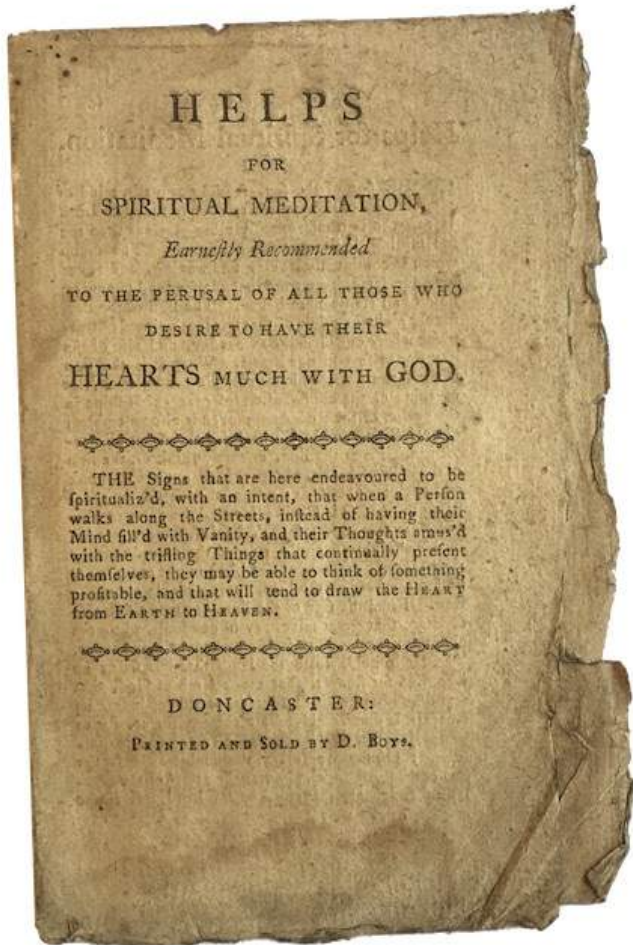 HELPS
FOR
SPIRITUAL MEDITATION,
Earneſtly Recommended
TO THE PERUSAL OF ALL THOSE WHO
DESIRE TO HAVE THEIR
HEARTS MUCH WITH GOD.
THE Signs that are here endeavoured to be
ſpiritualiz'd, with an intent, that when a Perſon
walks along the Streets, inſtead of having their
Mind fill'd with Vanity, and their Thoughts amus'd
with the trifling Things that continually preſent
themſelves, they may be able to think of ſomething
profitable, and that will tend to draw the HEART
from EARTH to HEAVEN.
DONCASTER:
PRINTED AND SOLD BY D. BOYS.